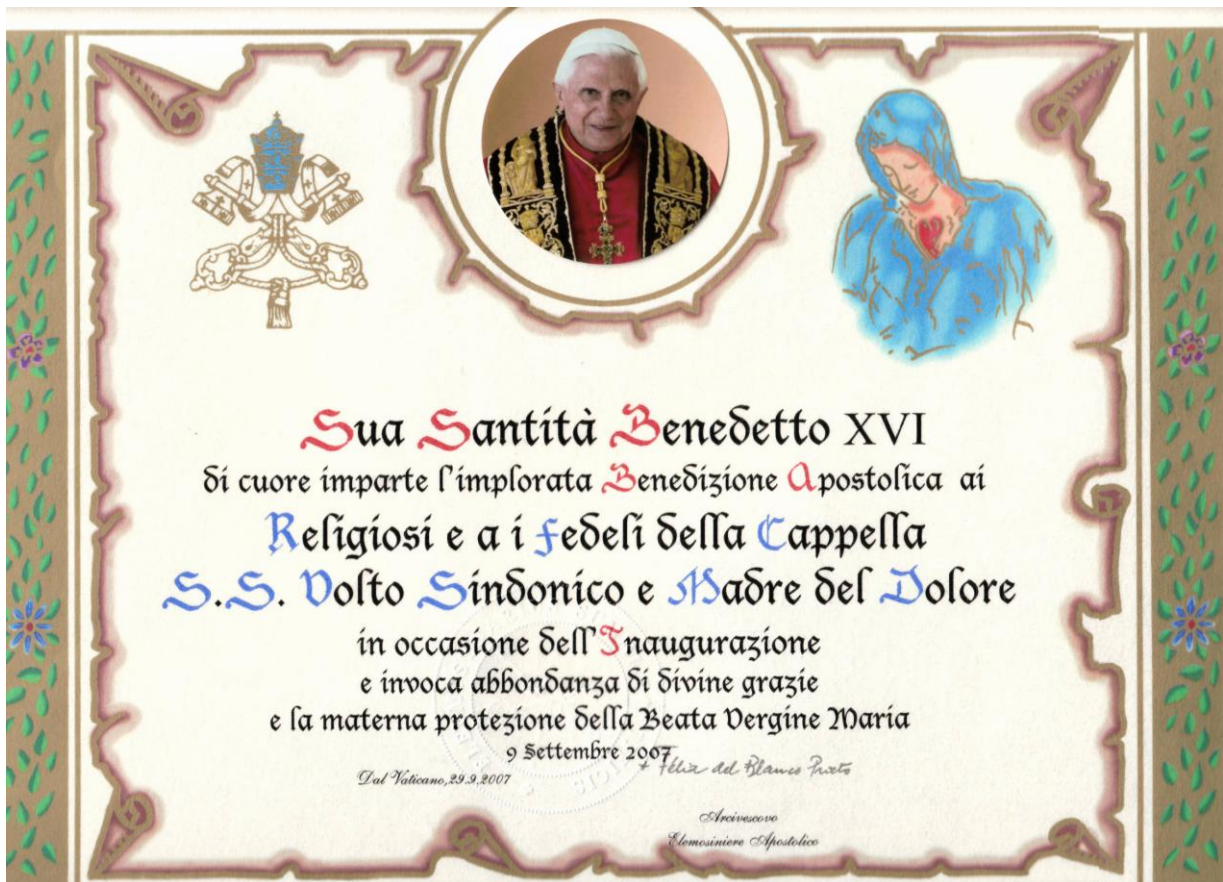 Sua Santità Benedetto XVI
di cuore imparte l'implorata Benedizione Apostolica ai
Religiosi e a i fedeli della Cappella
S.S. Volto Sindonico e Madre del Dolore
in occasione dell'Inaugurazione
e invoca abbondanza di divine grazie
e la materna protezione della Beata Vergine Maria
9 Settembre 2007
+ Félix del Blanco Prieto
Dal Vaticano, 29.9.2007
Arcivescovo
Elemosiniere Apostolico